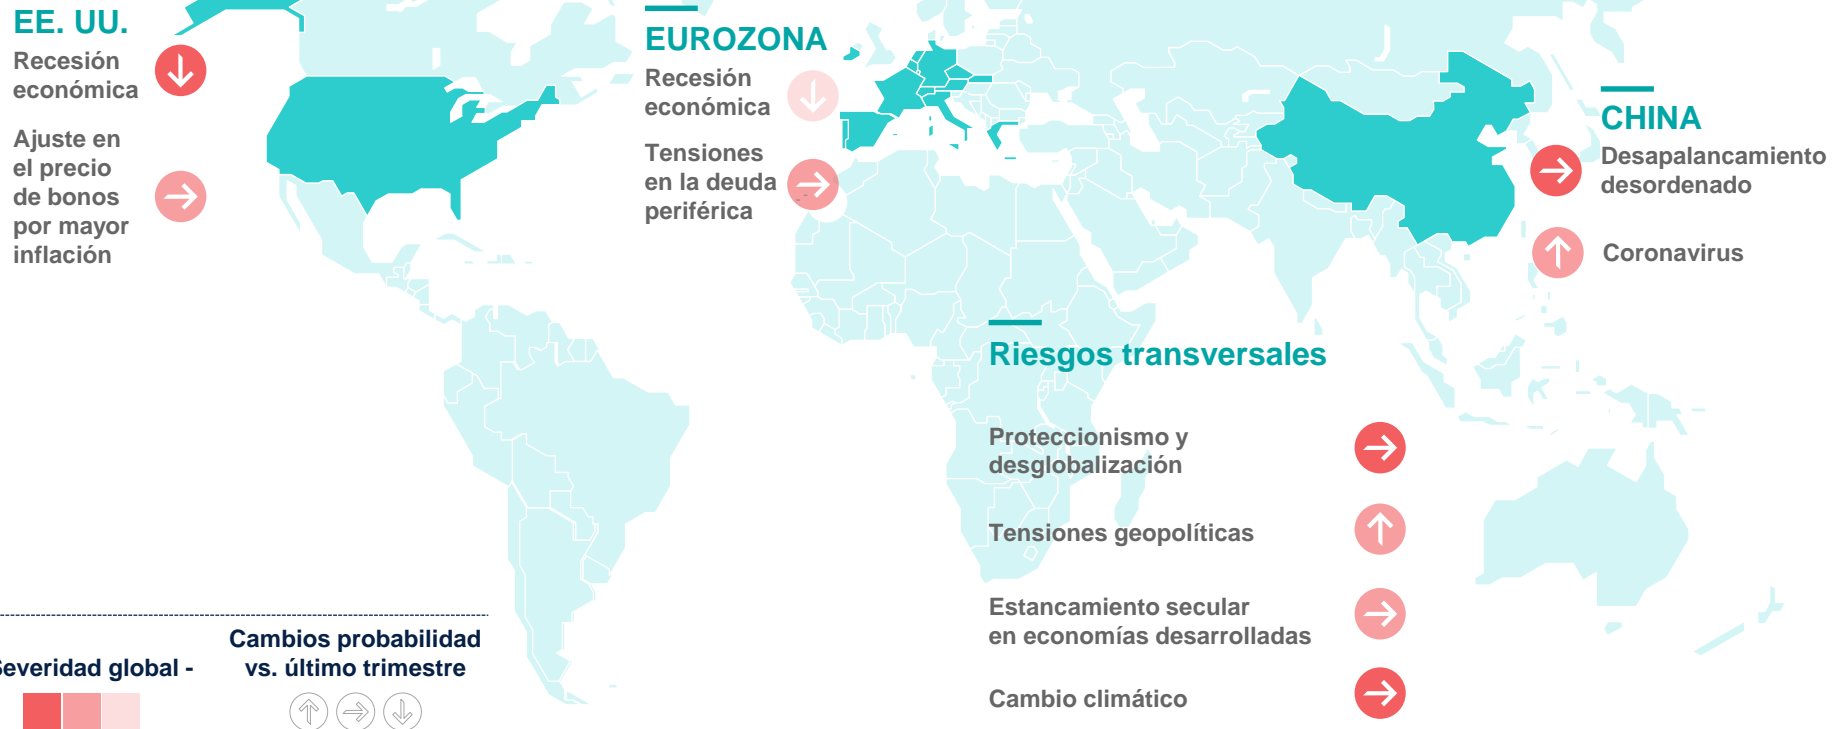 EE. UU.
Recesión
económica
Ajuste en
el precio
de bonos
por mayor
inflación
EUROZONA
Recesión
económica
Tensiones
en la deuda
periférica
CHINA
Desapalancamiento
desordenado
Coronavirus
Riesgos transversales
Proteccionismo y
desglobalización
Tensiones geopolíticas
Estancamiento secular
en economías desarrolladas
Cambio climático
Severidad global -
Cambios probabilidad
vs. último trimestre